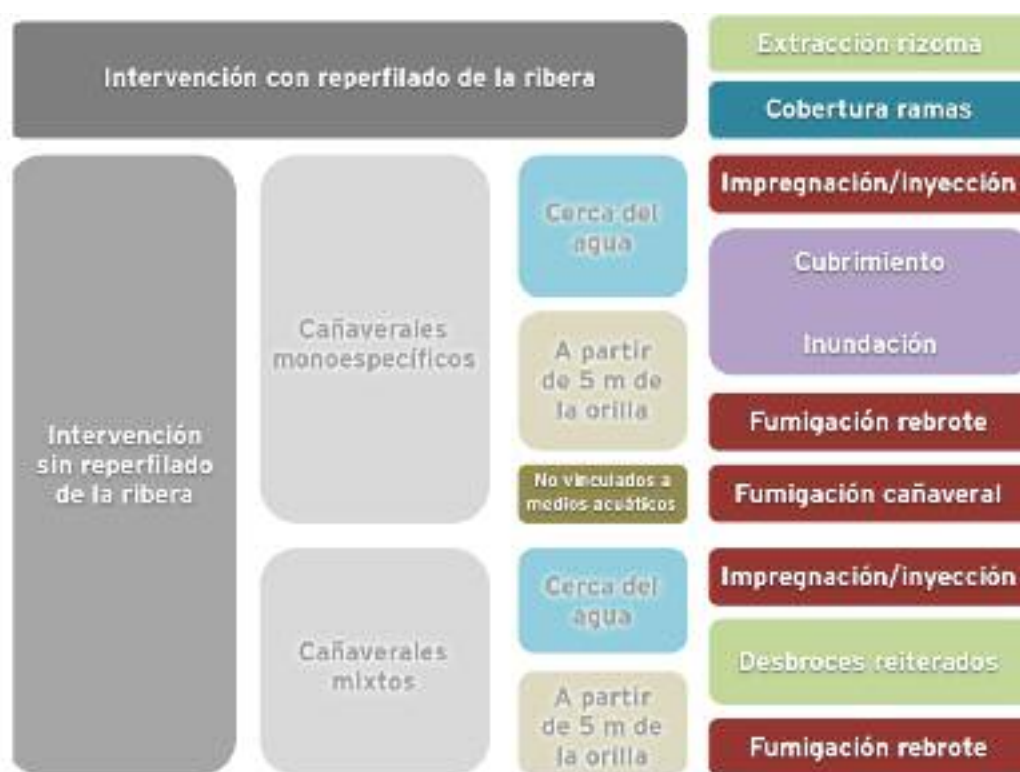 Intervención con reperfilado de la ribera
Extracción rizoma
Cobertura ramas
Intervención
sin reperfilado
de la ribera
Cañaverales
monoespecíficos
Cerca del
agua
A partir
de 5 m de
la orilla
No vinculados a
medios acuáticos
Impregnación/inyección
Cubrimiento
Inundación
Fumigación rebrote
Fumigación cañaveral
Cañaverales
mixtos
Cerca del
agua
A partir
de 5 m de
la orilla
Impregnación/inyección
Desbroces reiterados
Fumigación rebrote